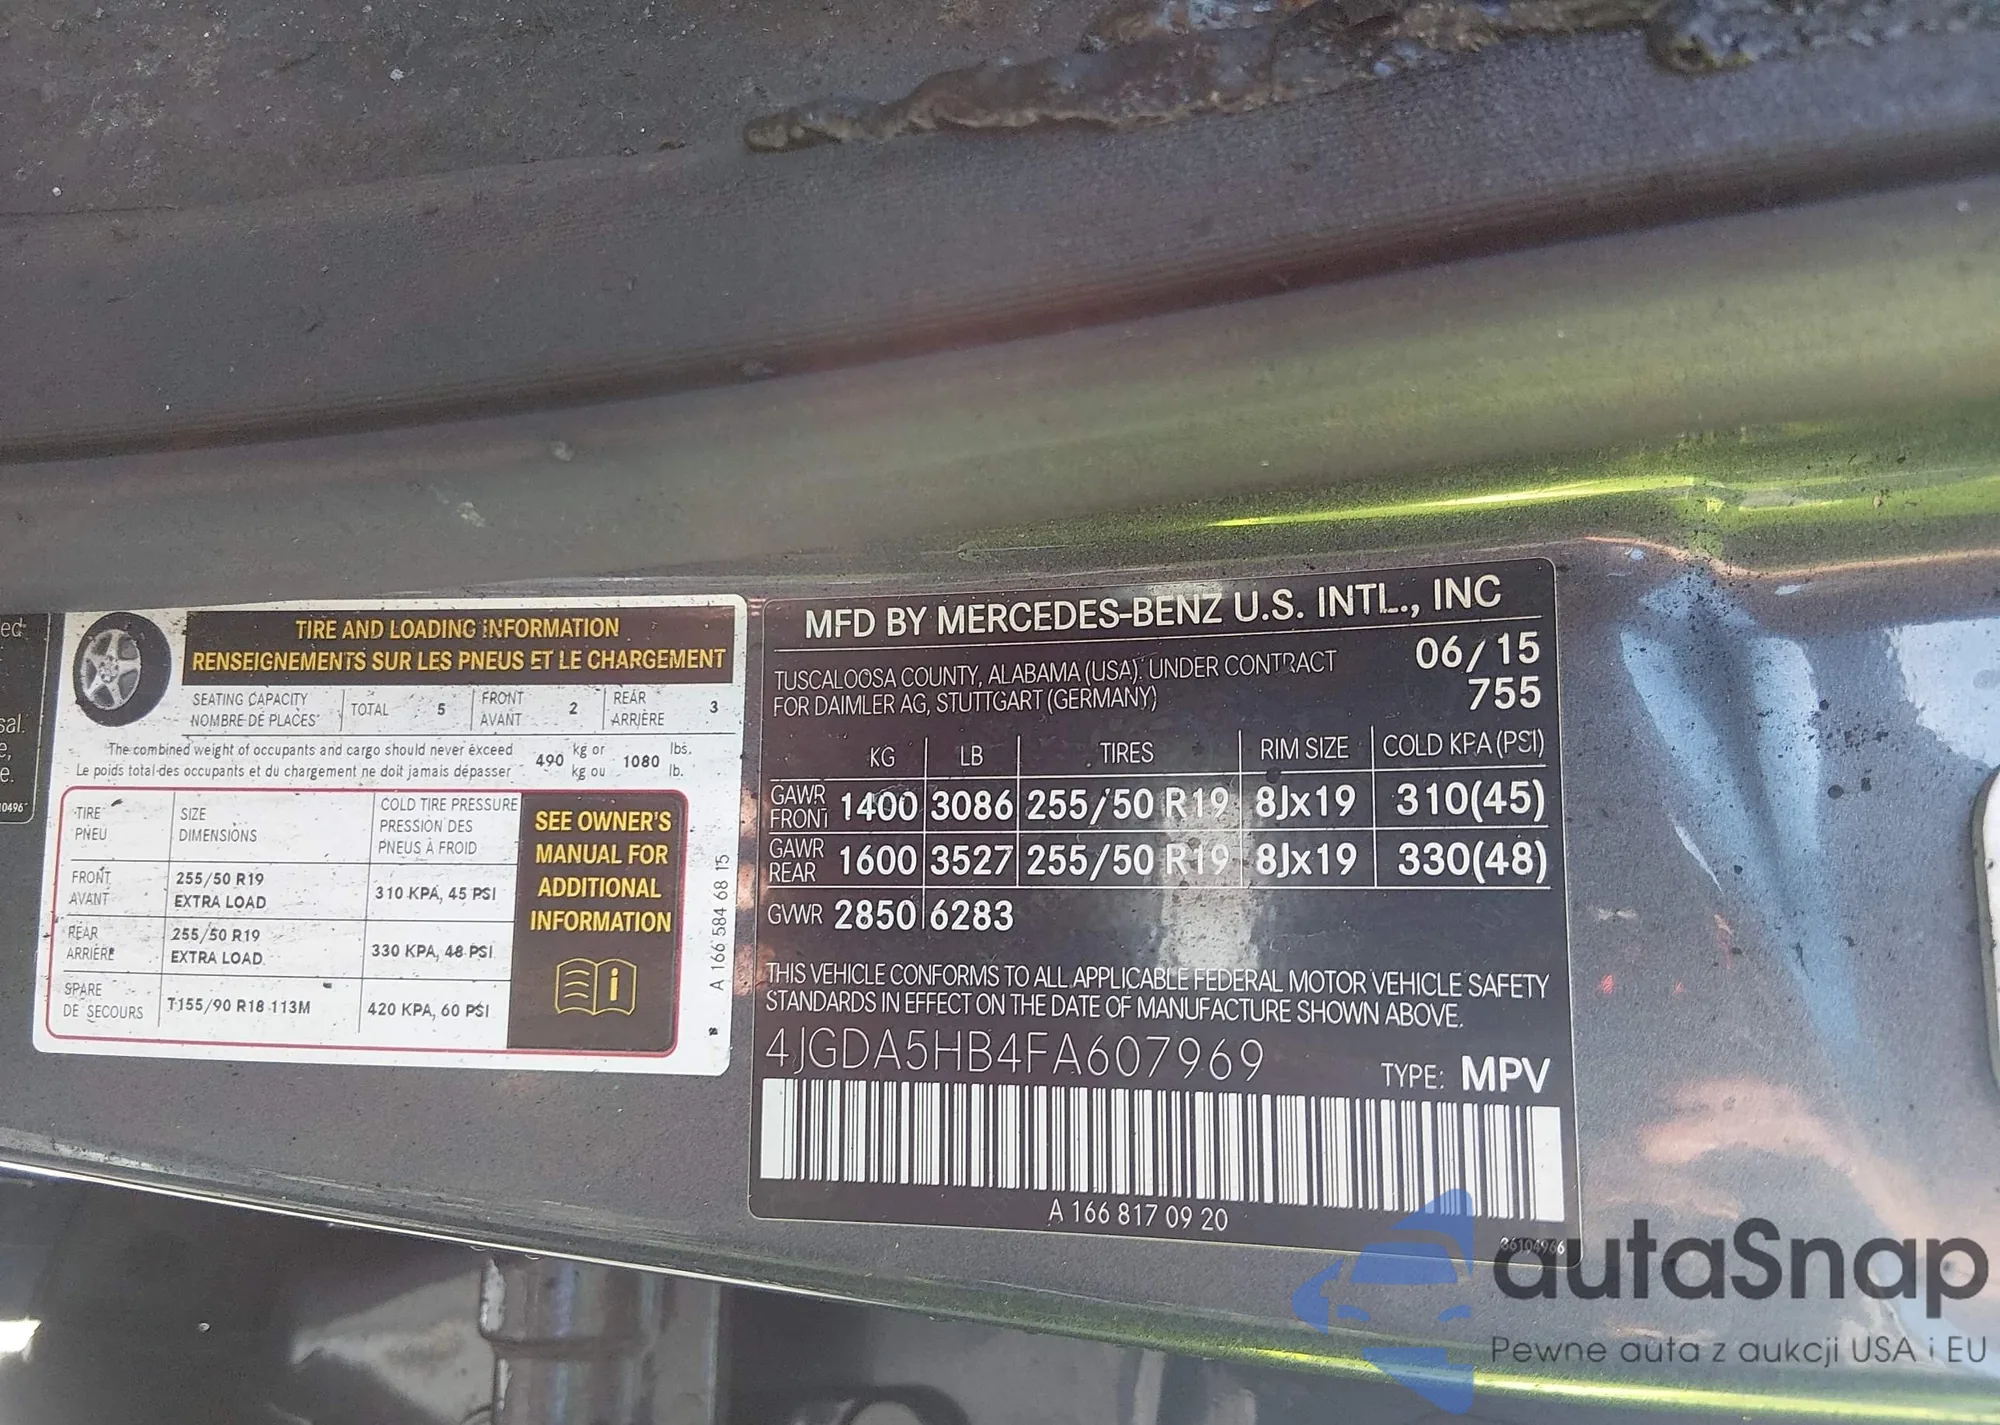 ed
sal.
e,
e.
TIRE AND LOADING INFORMATION
RENSEIGNEMENTS SUR LES PNEUS ET LE CHARGEMENT
SEATING CAPACITY
NOMBRE DE PLACES
TOTAL 5
FRONT
AVANT
2
REAR
ARRIÈRE
3
The combined weight of occupants and cargo should never exceed
Le poids total des occupants et du chargement ne doit jamais dépasser
490 kg or
kg ou
1080 lbs.
lb.
TIRE
PNEU
SIZE
DIMENSIONS
COLD TIRE PRESSURE
PRESSION DES
PNEUS À FROID
FRONT
AVANT
255/50 R19
EXTRA LOAD
310 KPA, 45 PSI
REAR
ARRIÈRE
255/50 R19
EXTRA LOAD
330 KPA, 48 PSI
SPARE
DE SECOURS
T155/90 R18 113M
420 KPA, 60 PSI
SEE OWNER'S
MANUAL FOR
ADDITIONAL
INFORMATION
i
A 166 584 68 15
MFD BY MERCEDES-BENZ U.S. INTL., INC
TUSCALOOSA COUNTY, ALABAMA (USA). UNDER CONTRACT
FOR DAIMLER AG, STUTTGART (GERMANY)
06/15
755
KG LB TIRES RIM SIZE COLD KPA (PSI)
GAWR
FRONT
1400 3086 255/50 R19 8Jx19 310(45)
GAWR
REAR
1600 3527 255/50 R19 8Jx19 330(48)
GVWR 2850 6283
THIS VEHICLE CONFORMS TO ALL APPLICABLE FEDERAL MOTOR VEHICLE SAFETY
STANDARDS IN EFFECT ON THE DATE OF MANUFACTURE SHOWN ABOVE.
4JGDA5HB4FA607969
TYPE: MPV
A 166 817 09 20
36104966
autaSnap
Pewne auta z aukcji USA i EU